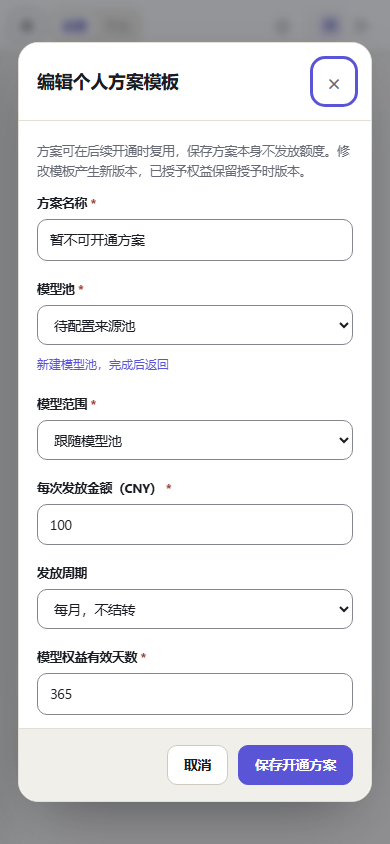 编辑个人方案模板
×
方案可在后续开通时复用，保存方案本身不发放额度。修
改模板产生新版本，已授予权益保留授予时版本。
方案名称 *
暂不可开通方案
模型池 *
待配置来源池
新建模型池，完成后返回
模型范围 *
跟随模型池
每次发放金额（CNY） *
100
发放周期
每月，不结转
模型权益有效天数 *
365
取消
保存开通方案